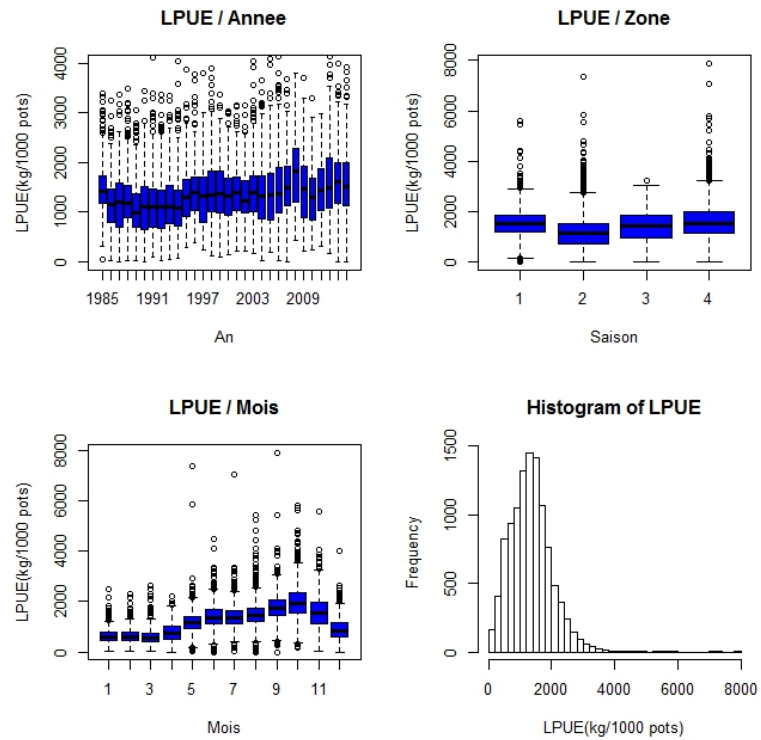 LPUE / Annee
LPUE(kg/1000 pots)
0 1000 2000 3000 4000
1985 1991 1997 2003 2009
An
LPUE / Zone
LPUE(kg/1000 pots)
0 2000 4000 6000 8000
1 2 3 4
Saison
LPUE / Mois
LPUE(kg/1000 pots)
0 2000 4000 6000 8000
1 3 5 7 9 11
Mois
Histogram of LPUE
Frequency
0 500 1000 1500
0 2000 4000 6000 8000
LPUE(kg/1000 pots)